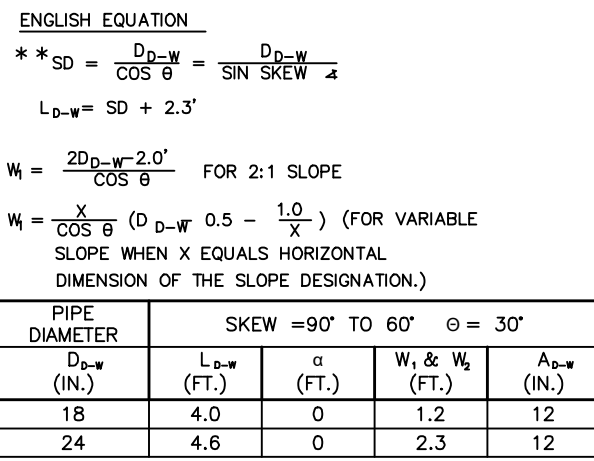 ENGLISH EQUATION
**SD = D D-W / COS θ = D D-W / SIN SKEW ∡
L D-W = SD + 2.3'
W1 = 2D D-W - 2.0' / COS θ FOR 2:1 SLOPE
W1 = X / COS θ (D D-W - 0.5 - 1.0 / X) (FOR VARIABLE
SLOPE WHEN X EQUALS HORIZONTAL
DIMENSION OF THE SLOPE DESIGNATION.)
PIPE DIAMETER SKEW =90° TO 60° Θ = 30°
D D-W (IN.) L D-W (FT.) α (FT.) W1 & W2 (FT.) A D-W (IN.)
18 4.0 0 1.2 12
24 4.6 0 2.3 12